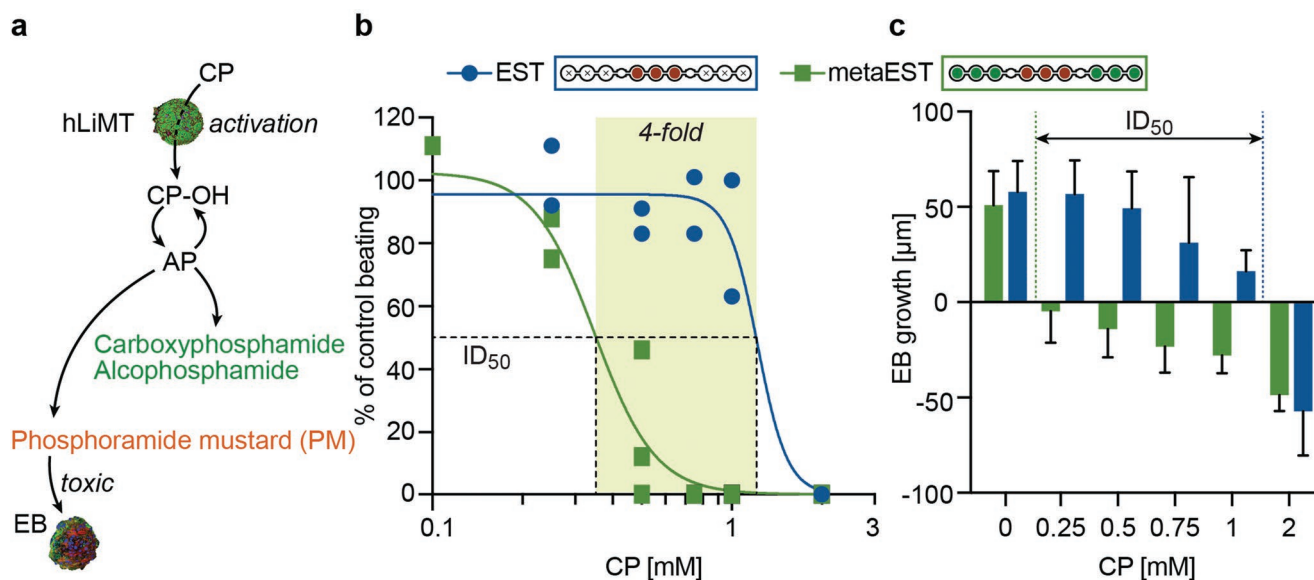 a
CP
hLiMT
activation
CP-OH
AP
Carboxyphosphamide
Alcophosphamide
Phosphoramide mustard (PM)
toxic
EB
b
EST
metaEST
4-fold
% of control beating
120
100
80
60
40
20
0
ID50
0.1
1
3
CP [mM]
c
ID50
EB growth [µm]
100
50
0
-50
-100
0
0.25
0.5
0.75
1
2
CP [mM]